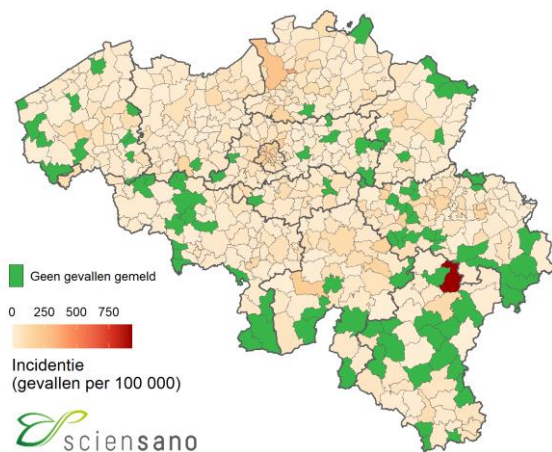 Geen gevallen gemeld
0 250 500 750
Incidentie
(gevallen per 100 000)
sciensano